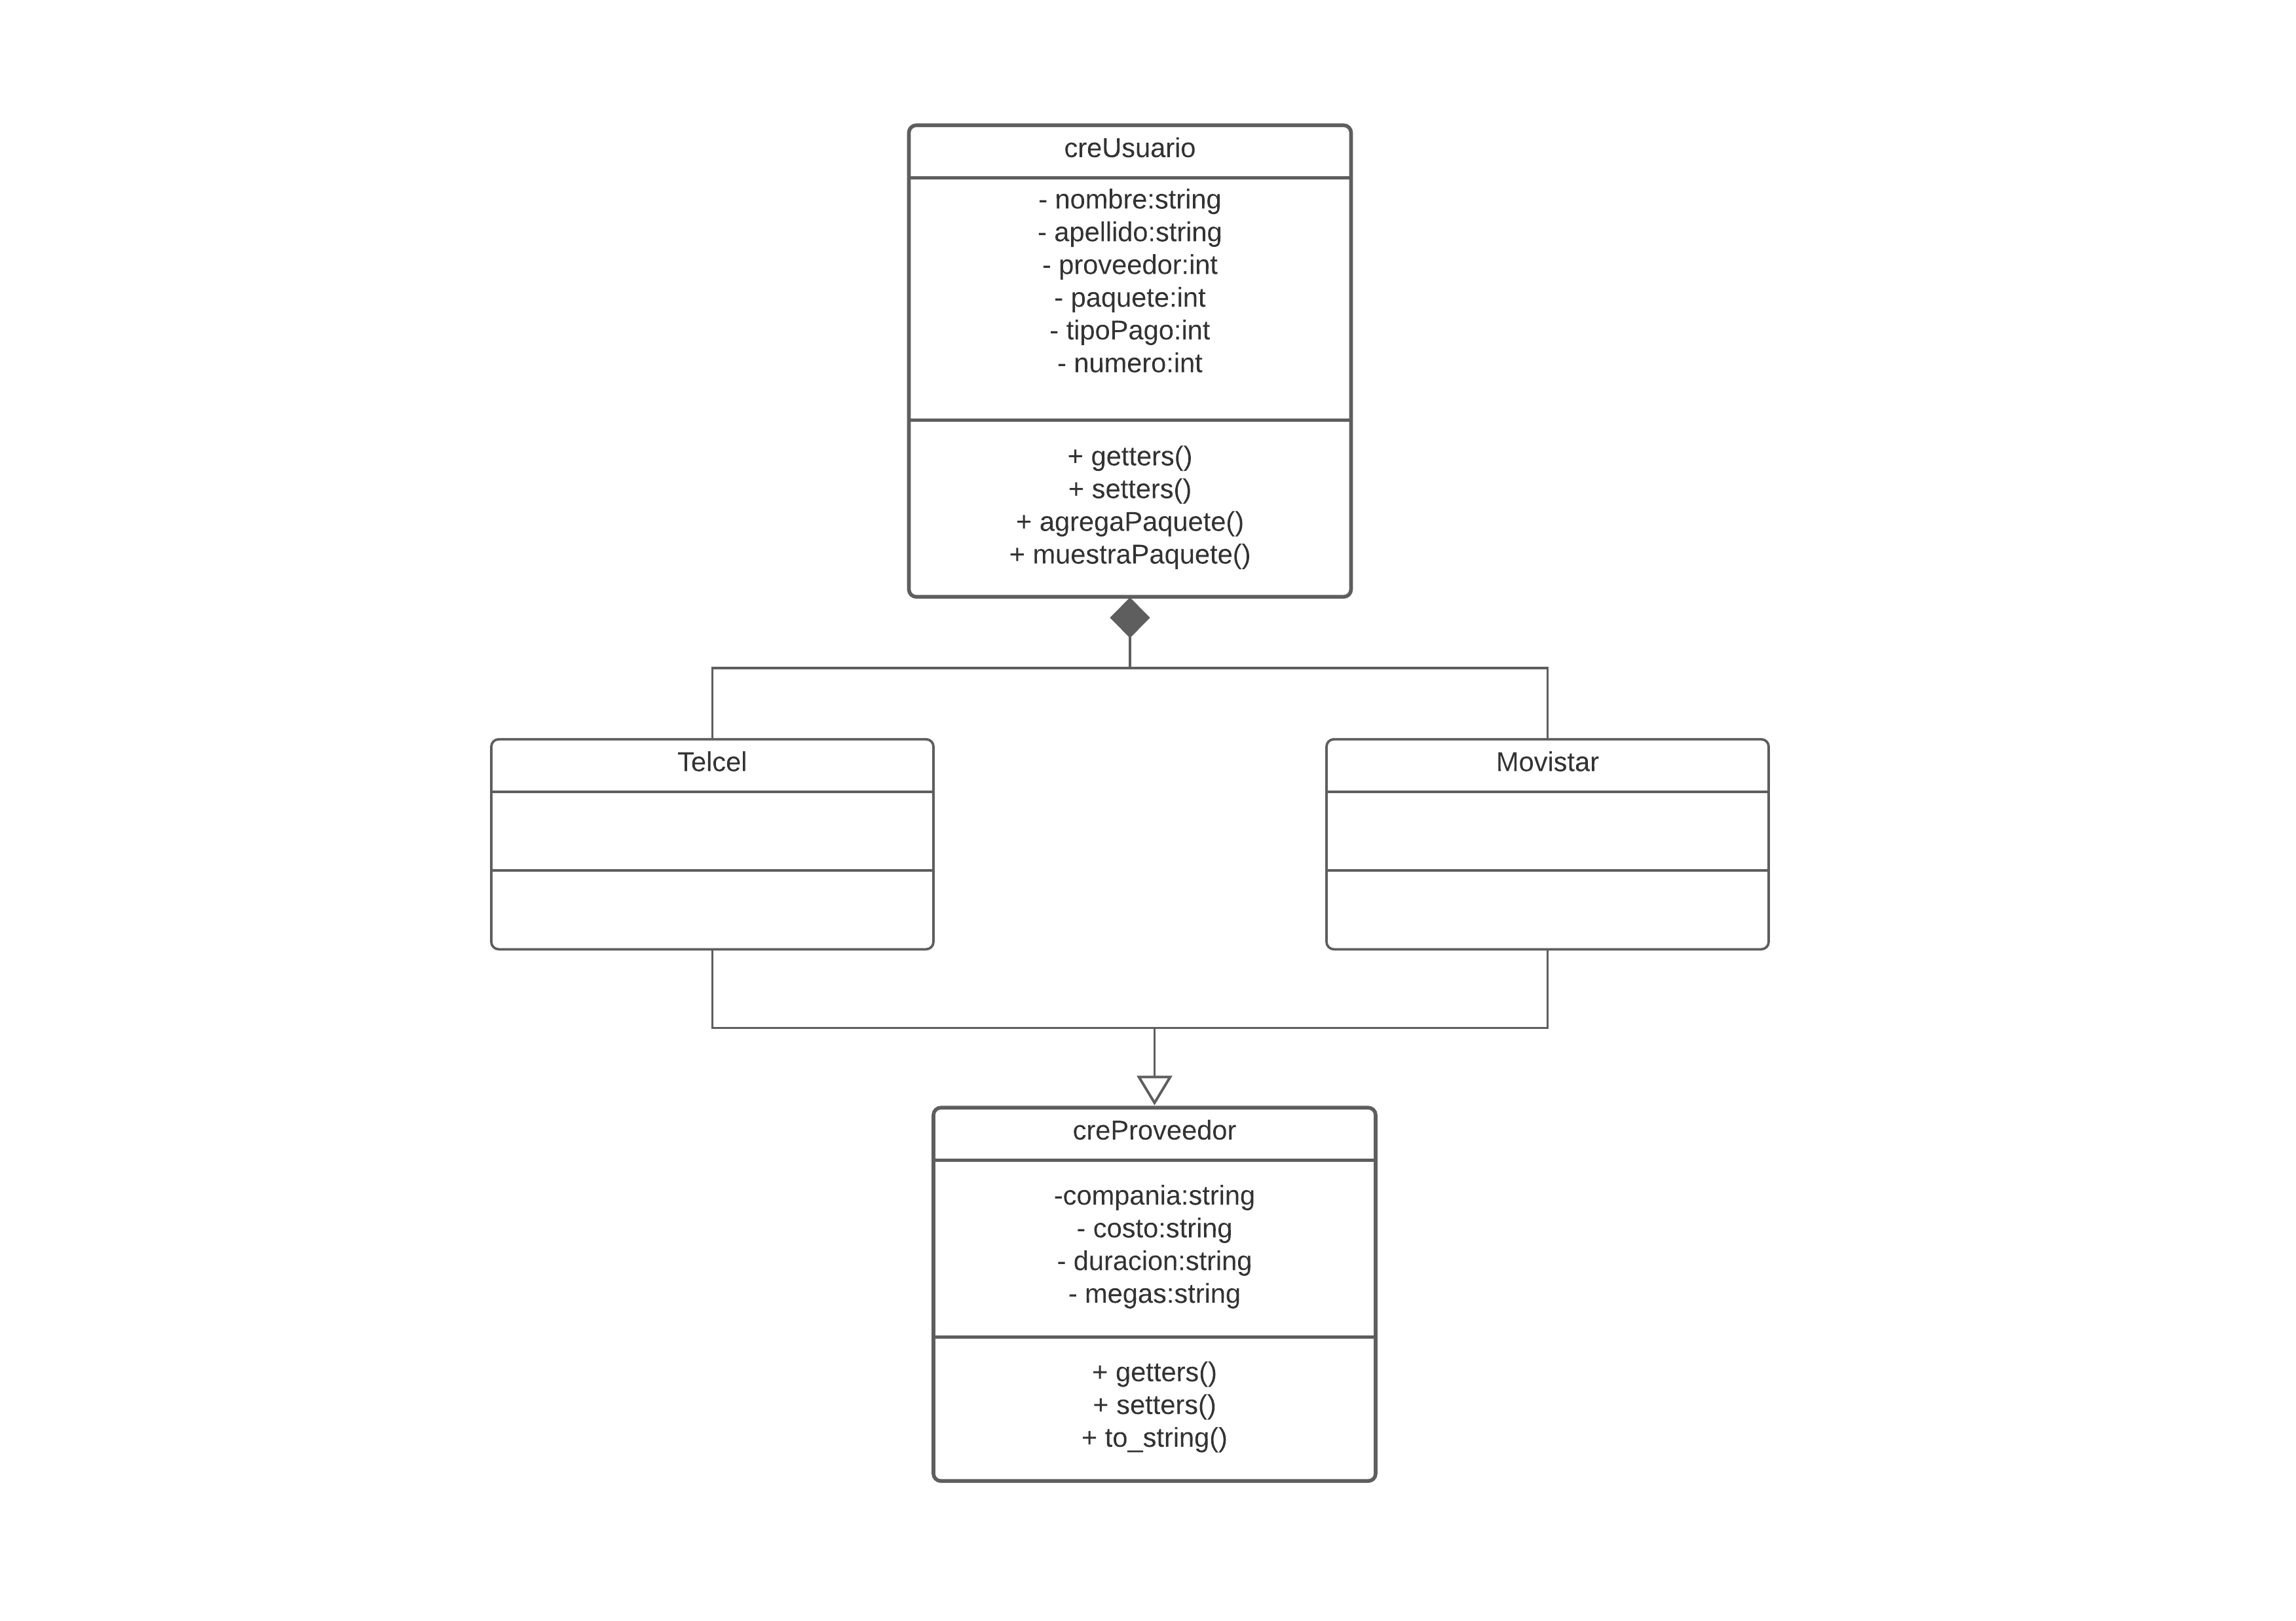 creUsuario
- nombre:string
- apellido:string
- proveedor:int
- paquete:int
- tipoPago:int
- numero:int
+ getters()
+ setters()
+ agregaPaquete()
+ muestraPaquete()
Telcel
Movistar
creProveedor
-compania:string
- costo:string
- duracion:string
- megas:string
+ getters()
+ setters()
+ to_string()